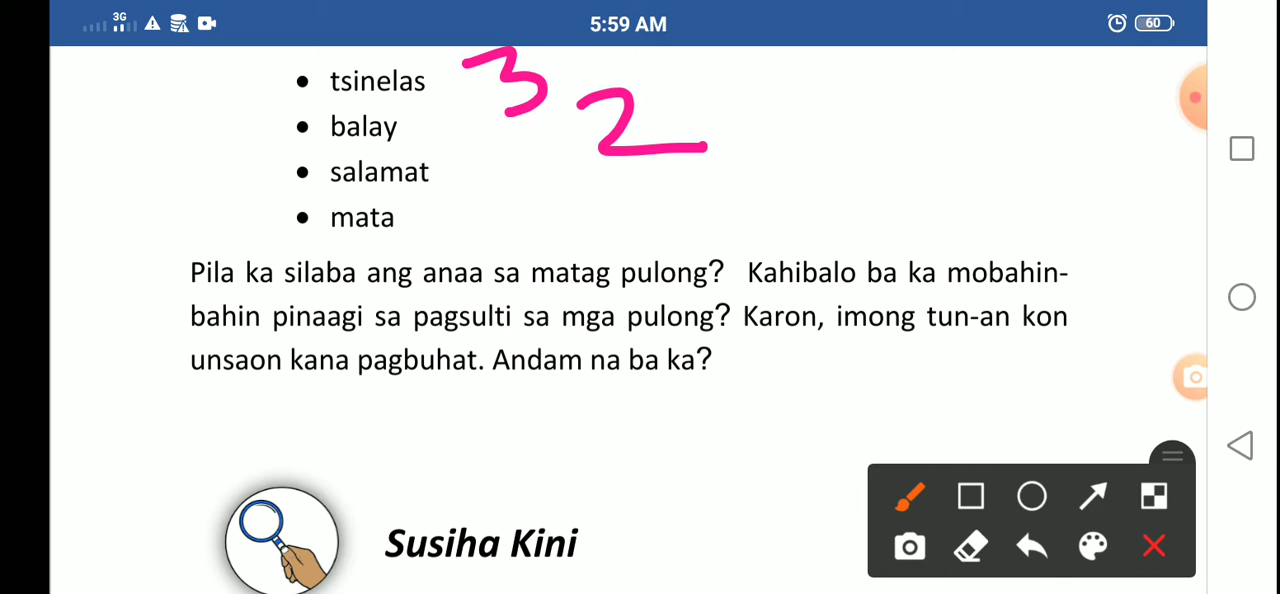 3G 5:59 AM 60
• tsinelas 3
• balay 2
• salamat
• mata
Pila ka silaba ang anaa sa matag pulong? Kahibalo ba ka mobahin-
bahin pinaagi sa pagsulti sa mga pulong? Karon, imong tun-an kon
unsaon kana pagbuhat. Andam na ba ka?
Susiha Kini